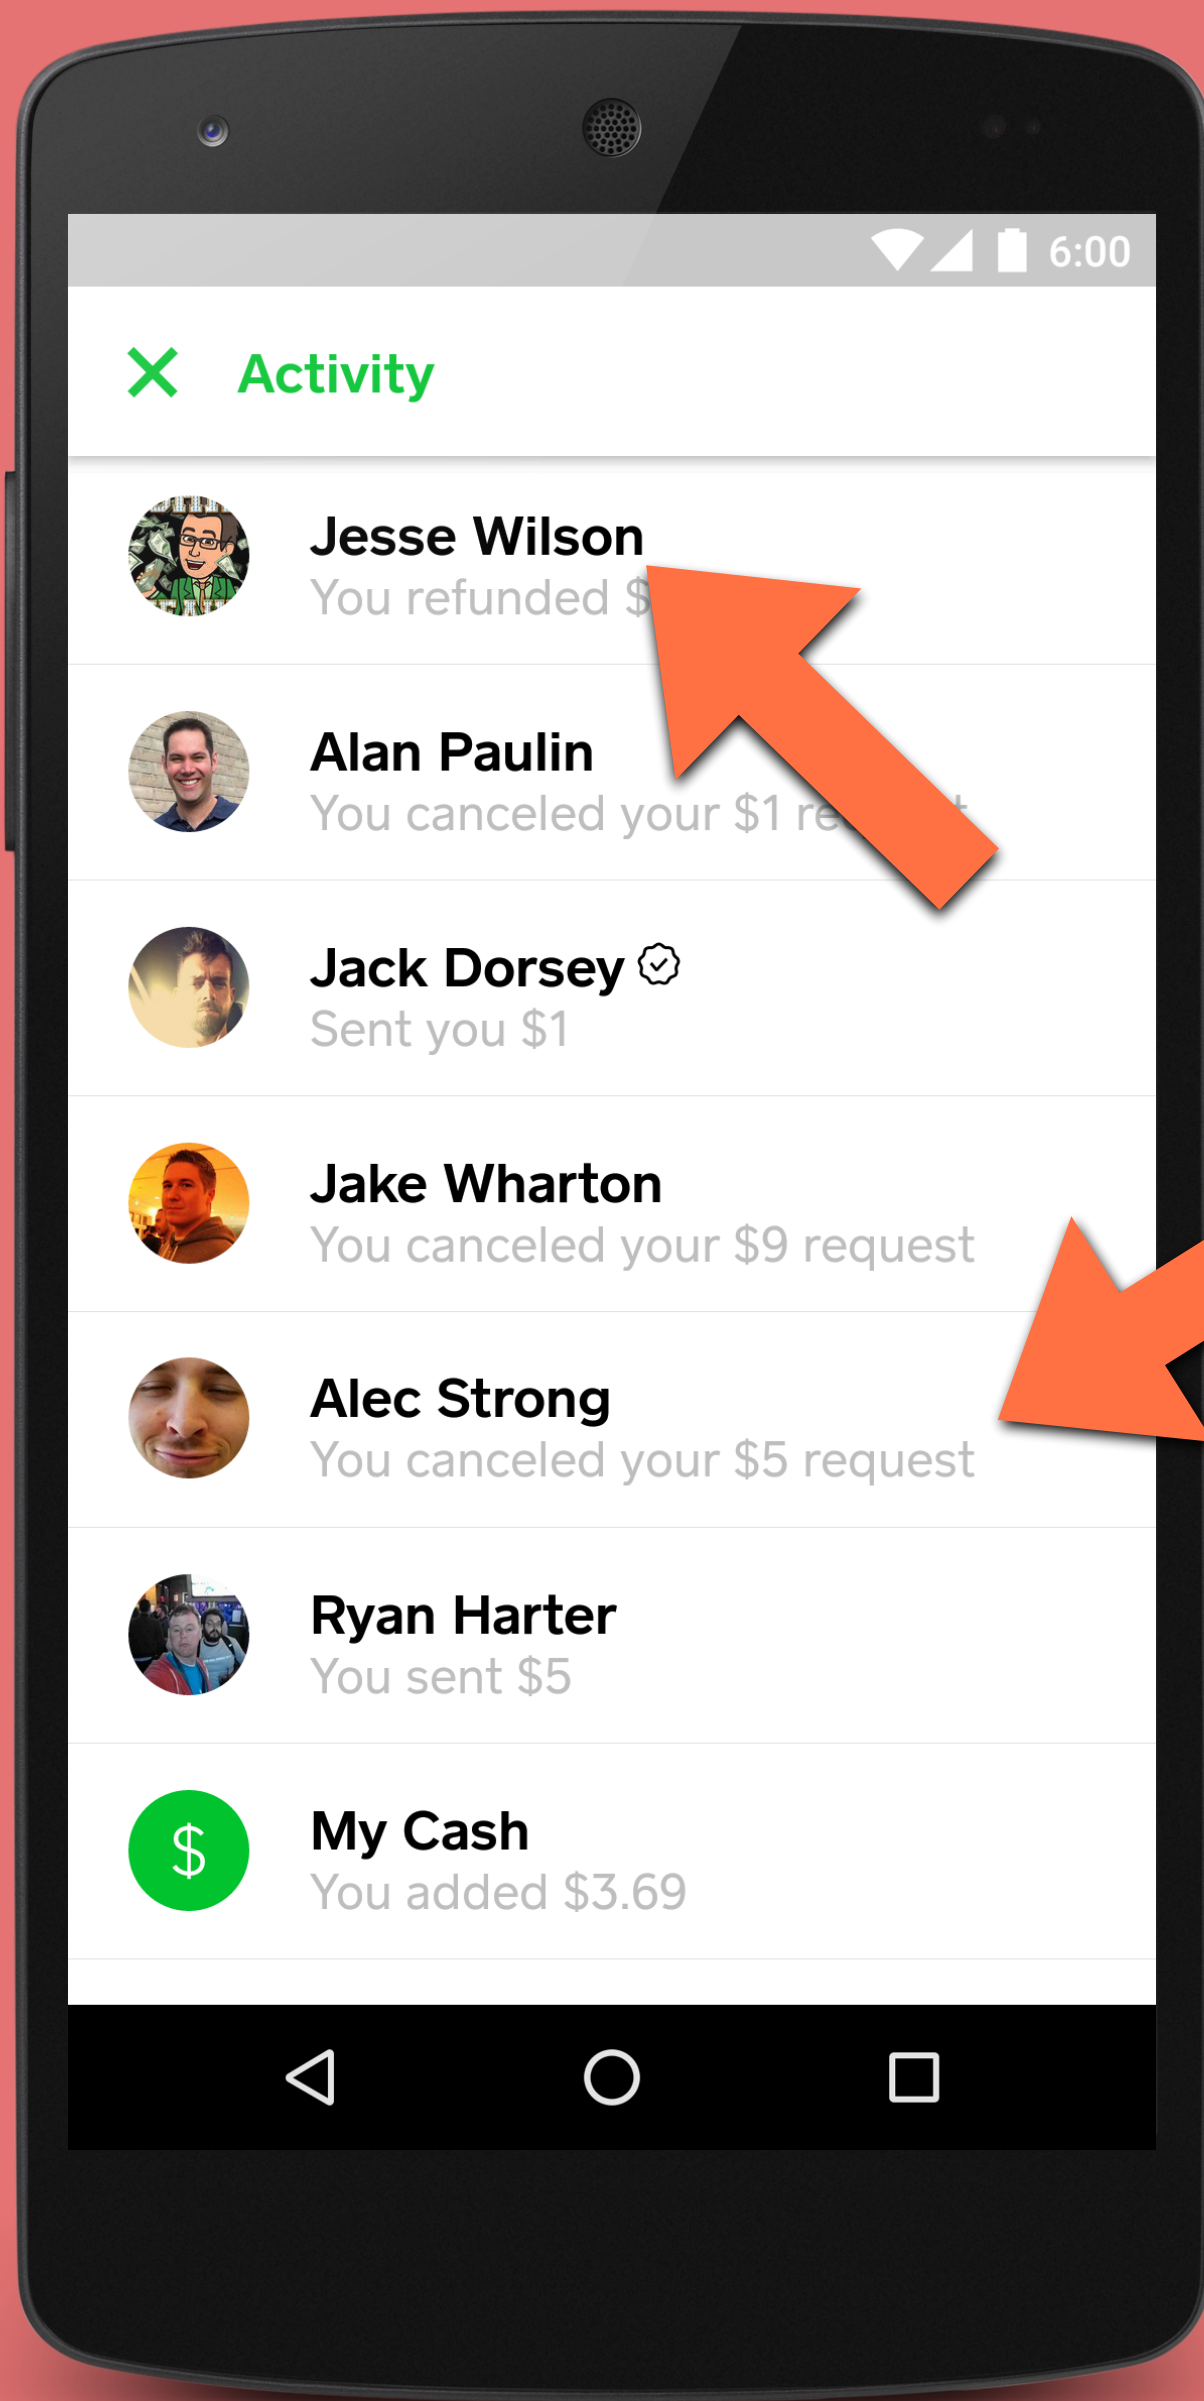 6:00
Activity
Jesse Wilson
You refunded $
Alan Paulin
You canceled your $1
Jack Dorsey
Sent you $1
Jake Wharton
You canceled your $9 request
Alec Strong
You canceled your $5 request
Ryan Harter
You sent $5
$
My Cash
You added $3.69